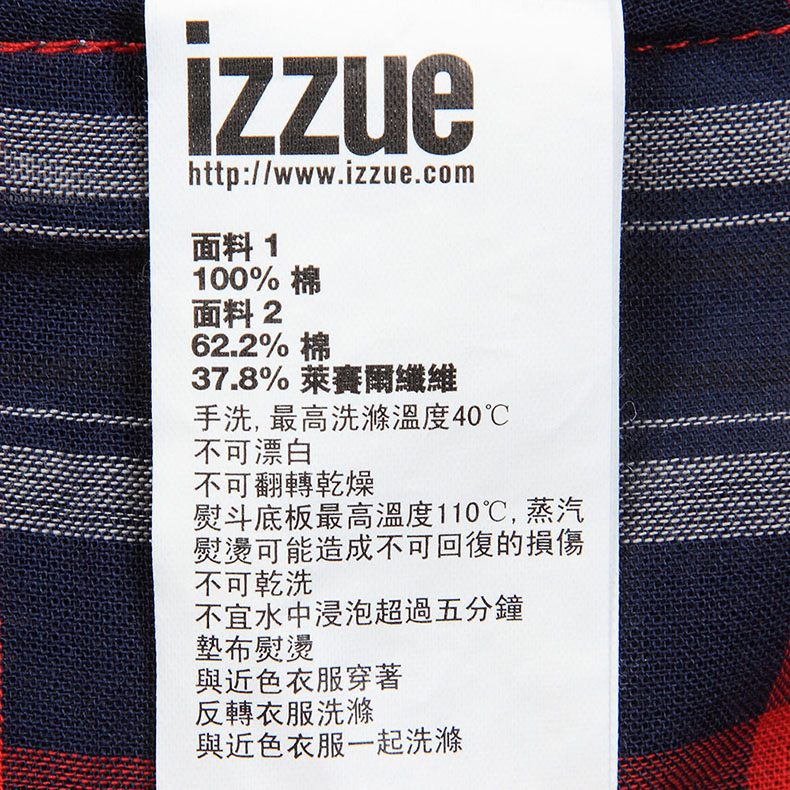 izzue
http://www.izzue.com
面料 1
100% 棉
面料 2
62.2% 棉
37.8% 萊賽爾纖維
手洗,最高洗滌溫度40℃
不可漂白
不可翻轉乾燥
熨斗底板最高溫度110℃,蒸汽
熨燙可能造成不可回復的損傷
不可乾洗
不宜水中浸泡超過五分鐘
墊布熨燙
與近色衣服穿著
反轉衣服洗滌
與近色衣服一起洗滌